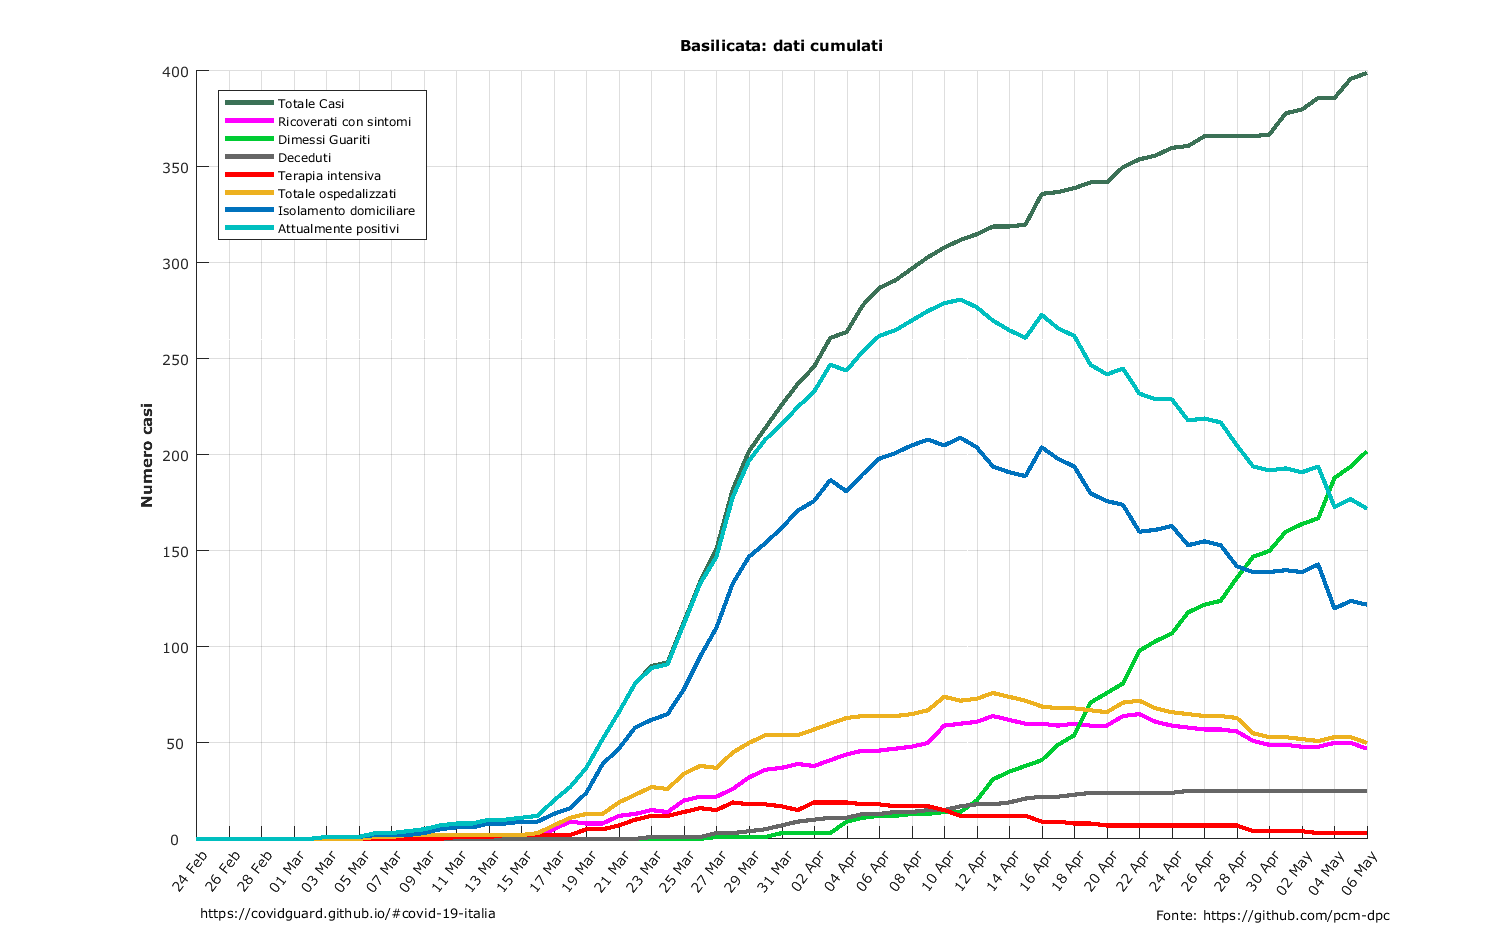 Basilicata: dati cumulati
400
350
300
250
200
150
100
50
0
Numero casi
Totale Casi
Ricoverati con sintomi
Dimessi Guariti
Deceduti
Terapia intensiva
Totale ospedalizzati
Isolamento domiciliare
Attualmente positivi
24 Feb
26 Feb
28 Feb
01 Mar
03 Mar
05 Mar
07 Mar
09 Mar
11 Mar
13 Mar
15 Mar
17 Mar
19 Mar
21 Mar
23 Mar
25 Mar
27 Mar
29 Mar
31 Mar
02 Apr
04 Apr
06 Apr
08 Apr
10 Apr
12 Apr
14 Apr
16 Apr
18 Apr
20 Apr
22 Apr
24 Apr
26 Apr
28 Apr
30 Apr
02 May
04 May
06 May
https://covidguard.github.io/#covid-19-italia
Fonte: https://github.com/pcm-dpc